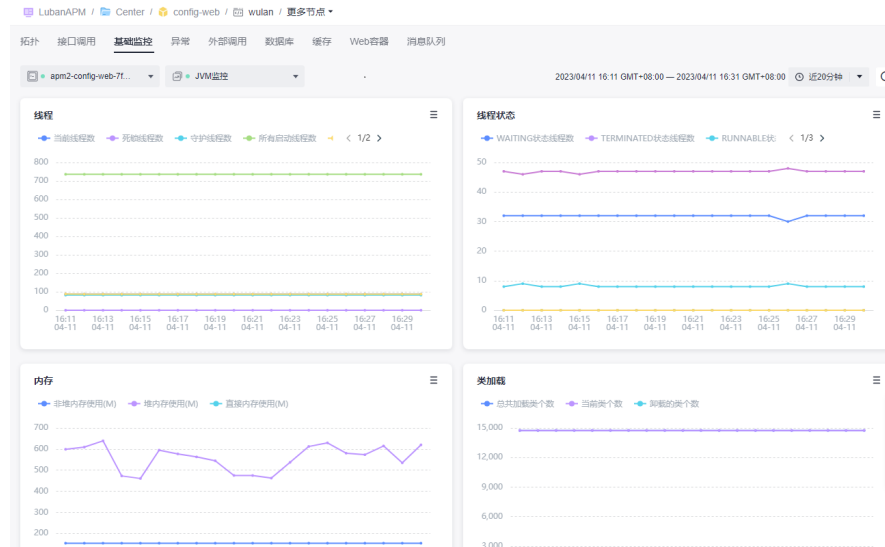 LubanAPM / Center / config-web / wulan / 更多节点
拓扑 接口调用 基础监控 异常 外部调用 数据库 缓存 Web容器 消息队列
apm2-config-web-7f... JVM监控 2023/04/11 16:11 GMT+08:00 — 2023/04/11 16:31 GMT+08:00 近20分钟
线程
当前线程数 死锁线程数 守护线程数 所有启动线程数 1/2
800
700
600
500
400
300
200
100
0
16:11 16:13 16:15 16:17 16:19 16:21 16:23 16:25 16:27 16:29
04-11 04-11 04-11 04-11 04-11 04-11 04-11 04-11 04-11 04-11
线程状态
WAITING状态线程数 TERMINATED状态线程数 RUNNABLE状 1/3
50
40
30
20
10
0
16:11 16:13 16:15 16:17 16:19 16:21 16:23 16:25 16:27 16:29
04-11 04-11 04-11 04-11 04-11 04-11 04-11 04-11 04-11 04-11
内存
非堆内存使用(M) 堆内存使用(M) 直接内存使用(M)
700
600
500
400
300
200
类加载
总共加载类个数 当前类个数 卸载的类个数
15,000
12,000
9,000
6,000
3,000